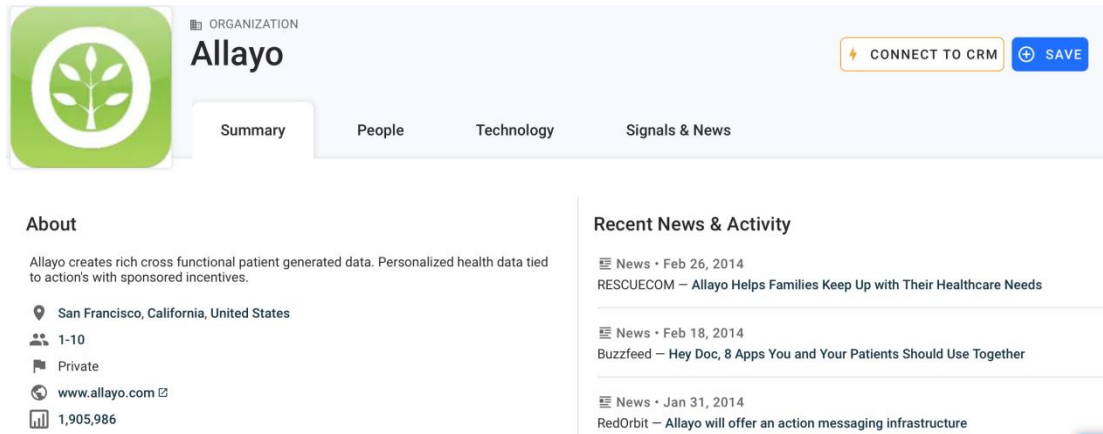 ORGANIZATION
Allayo
CONNECT TO CRM
SAVE
Summary
People
Technology
Signals & News
About
Allayo creates rich cross functional patient generated data. Personalized health data tied
to action's with sponsored incentives.
San Francisco, California, United States
1-10
Private
www.allayo.com
1,905,986
Recent News & Activity
News • Feb 26, 2014
RESCUECOM — Allayo Helps Families Keep Up with Their Healthcare Needs
News • Feb 18, 2014
Buzzfeed — Hey Doc, 8 Apps You and Your Patients Should Use Together
News • Jan 31, 2014
RedOrbit — Allayo will offer an action messaging infrastructure